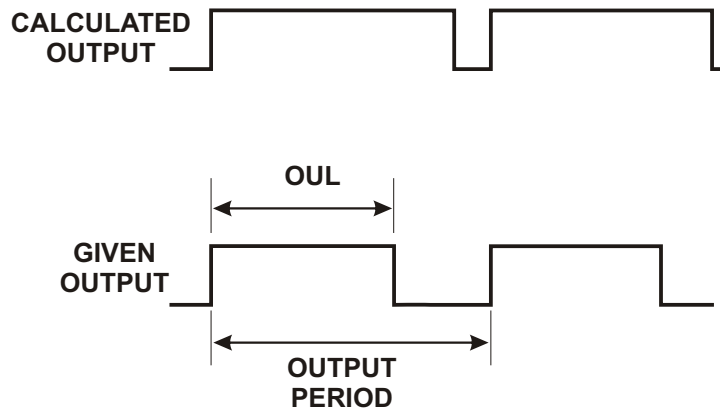 CALCULATED
OUTPUT
OUL
GIVEN
OUTPUT
OUTPUT
PERIOD